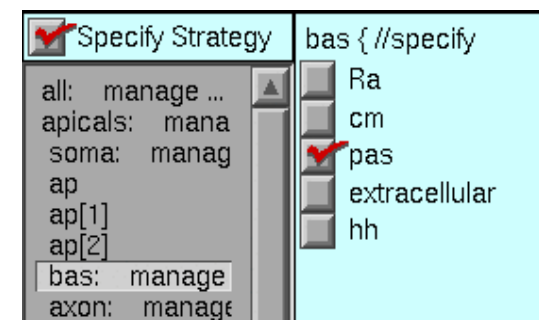 Specify Strategy
all: manage ...
apicals: mana
soma: manag
ap
ap[1]
ap[2]
bas: manage
axon: manage
bas { //specify
Ra
cm
pas
extracellular
hh